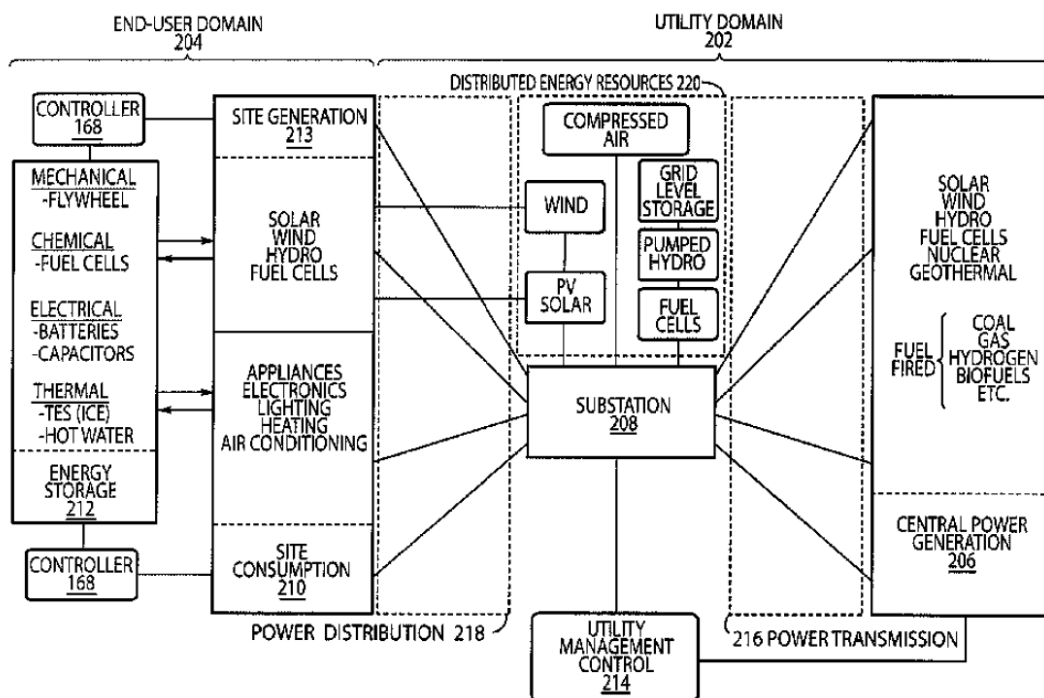 END-USER DOMAIN
204
UTILITY DOMAIN
202
DISTRIBUTED ENERGY RESOURCES 220
CONTROLLER
168
MECHANICAL
-FLYWHEEL
CHEMICAL
-FUEL CELLS
ELECTRICAL
-BATTERIES
-CAPACITORS
THERMAL
-TES (ICE)
-HOT WATER
ENERGY
STORAGE
212
CONTROLLER
168
SITE GENERATION
213
SOLAR
WIND
HYDRO
FUEL CELLS
APPLIANCES
ELECTRONICS
LIGHTING
HEATING
AIR CONDITIONING
SITE
CONSUMPTION
210
POWER DISTRIBUTION 218
COMPRESSED
AIR
WIND
PV
SOLAR
GRID
LEVEL
STORAGE
PUMPED
HYDRO
FUEL
CELLS
SUBSTATION
208
UTILITY
MANAGEMENT
CONTROL
214
216 POWER TRANSMISSION
SOLAR
WIND
HYDRO
FUEL CELLS
NUCLEAR
GEOTHERMAL
FUEL
FIRED
COAL
GAS
HYDROGEN
BIOFUELS
ETC.
CENTRAL POWER
GENERATION
206